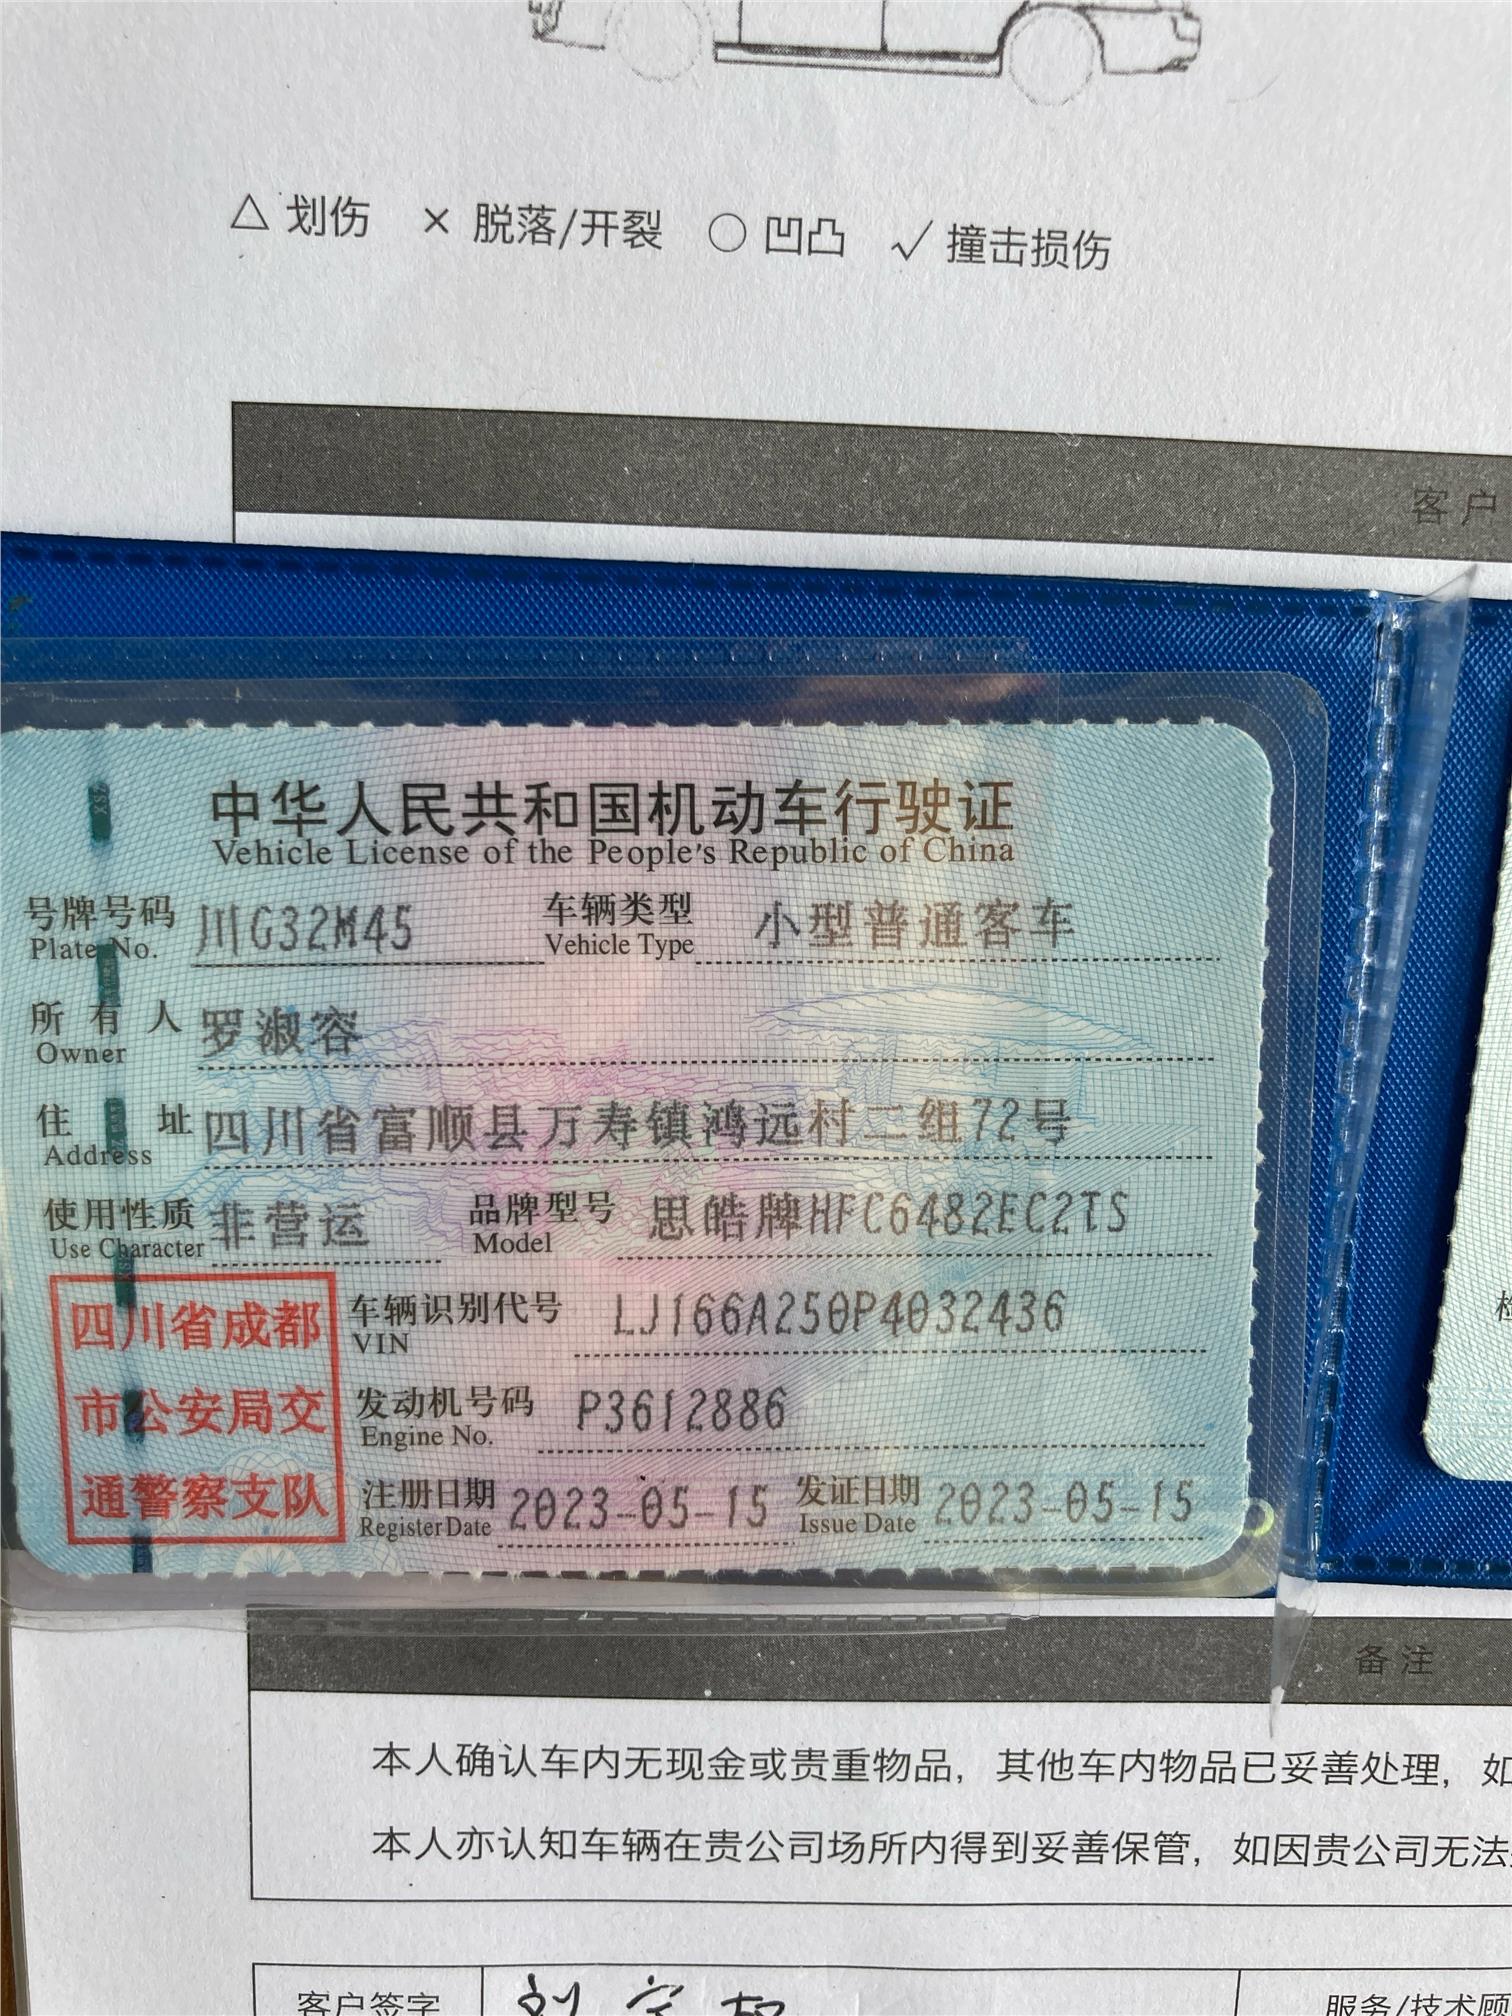 △ 划伤 × 脱落/开裂 ○ 凹凸 √ 撞击损伤
客户
中华人民共和国机动车行驶证
Vehicle License of the People's Republic of China
号牌号码 川G32M45 车辆类型 小型普通客车
Plate No. Vehicle Type
所有人 罗淑容
Owner
住址 四川省富顺县万寿镇鸿远村二组72号
Address
使用性质 非营运 品牌型号 思皓牌HFC6482EC2TS
Use Character Model
四川省成都
市公安局交
通警察支队
车辆识别代号 LJ166A250P4032436
VIN
发动机号码 P3612886
Engine No.
注册日期 2023-05-15 发证日期 2023-05-15
Register Date Issue Date
备注
本人确认车内无现金或贵重物品，其他车内物品已妥善处理，如
本人亦认知车辆在贵公司场所内得到妥善保管，如因贵公司无法
客户签字 服务/技术顾